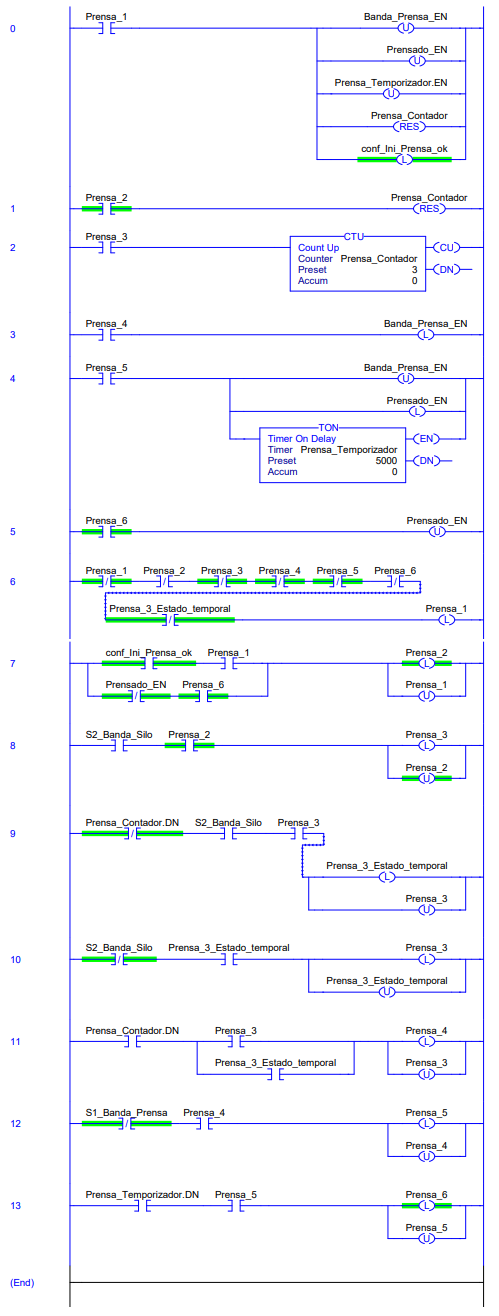 Prensa_1 Banda_Prensa_EN
0 U
Prensado_EN
U
Prensa_Temporizador.EN
U
Prensa_Contador
RES
conf_Ini_Prensa_ok
L
Prensa_2 Prensa_Contador
1 RES
Prensa_3 CTU
2 Count Up CU
Counter Prensa_Contador
Preset 3 DN
Accum 0
Prensa_4 Banda_Prensa_EN
3 L
Prensa_5 Banda_Prensa_EN
4 U
Prensado_EN
L
TON
Timer On Delay EN
Timer Prensa_Temporizador
Preset 5000 DN
Accum 0
Prensa_6 Prensado_EN
5 U
Prensa_1 Prensa_2 Prensa_3 Prensa_4 Prensa_5 Prensa_6
6 / / / / / /
Prensa_3_Estado_temporal Prensa_1
/ L
conf_Ini_Prensa_ok Prensa_1 Prensa_2
7 L
Prensado_EN Prensa_6 Prensa_1
/ U
S2_Banda_Silo Prensa_2 Prensa_3
8 L
Prensa_2
U
Prensa_Contador.DN S2_Banda_Silo Prensa_3
9 /
Prensa_3_Estado_temporal
L
Prensa_3
U
S2_Banda_Silo Prensa_3_Estado_temporal Prensa_3
10 / L
Prensa_3_Estado_temporal
U
Prensa_Contador.DN Prensa_3 Prensa_4
11 L
Prensa_3_Estado_temporal Prensa_3
U
S1_Banda_Prensa Prensa_4 Prensa_5
12 / L
Prensa_4
U
Prensa_Temporizador.DN Prensa_5 Prensa_6
13 L
Prensa_5
U
(End)